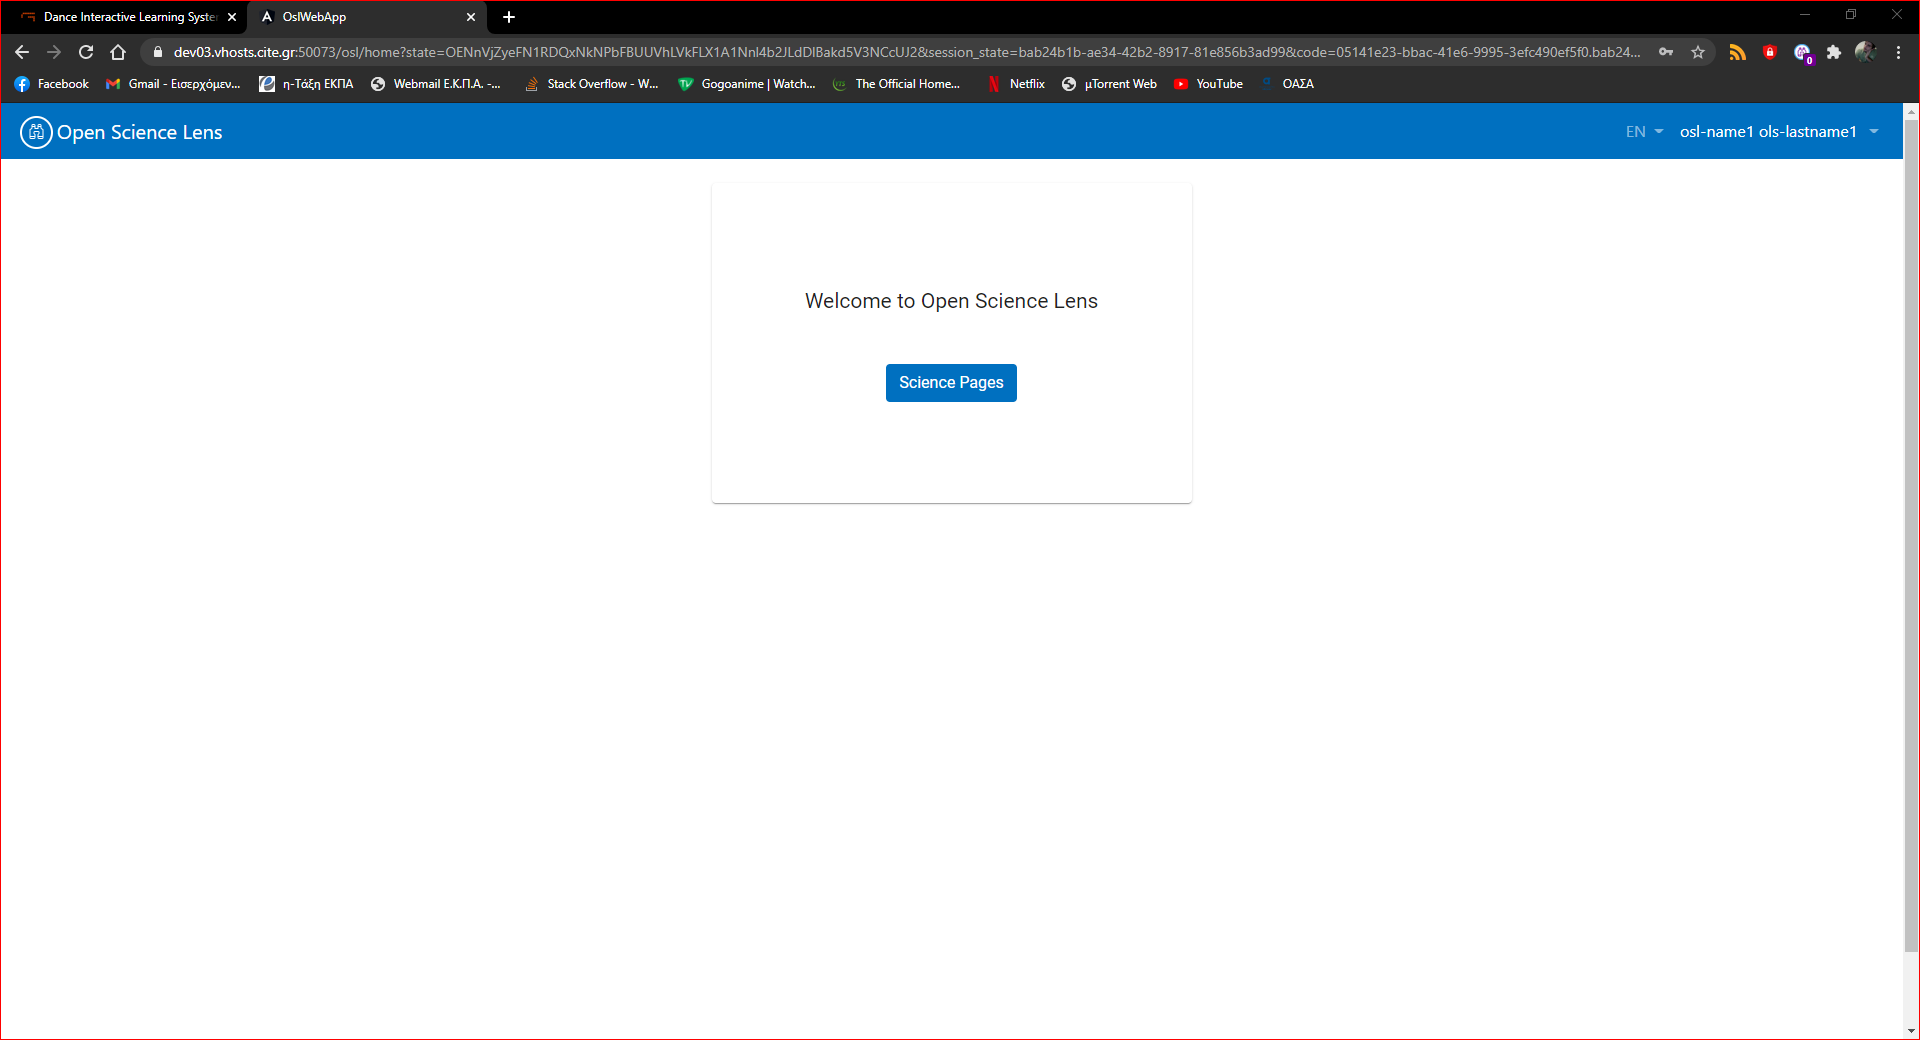 Dance Interactive Learning Syste
OslWebApp
dev03.vhosts.cite.gr:50073/osl/home?state=OENnVjZyeFN1RDQxNkNPbFBUUVhLVkFLX1A1Nnl4b2JLdDlBakd5V3NCcUJ2&session_state=bab24b1b-ae34-42b2-8917-81e856b3ad99&code=05141e23-bbac-41e6-9995-3efc490ef5f0.bab24...
0
Facebook
Gmail - Εισερχόμεν...
η-Τάξη ΕΚΠΑ
Webmail Ε.Κ.Π.Α. -...
Stack Overflow - W...
Gogoanime | Watch...
The Official Home...
Netflix
μTorrent Web
YouTube
ΟΑΣΑ
Open Science Lens
EN
osl-name1 ols-lastname1
Welcome to Open Science Lens
Science Pages